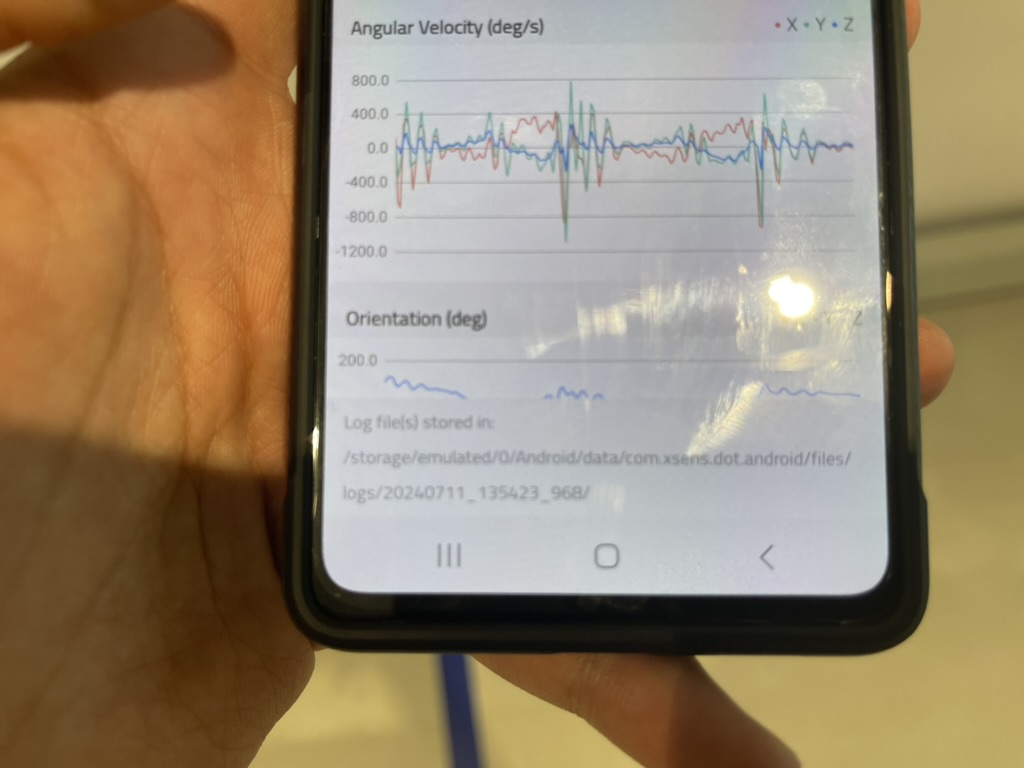 Angular Velocity (deg/s)
• X • Y • Z
800.0
400.0
0.0
-400.0
-800.0
-1200.0
Orientation (deg)
Y Z
200.0
Log file(s) stored in:
/storage/emulated/0/Android/data/com.xsens.dot.android/files/
logs/20240711_135423_968/